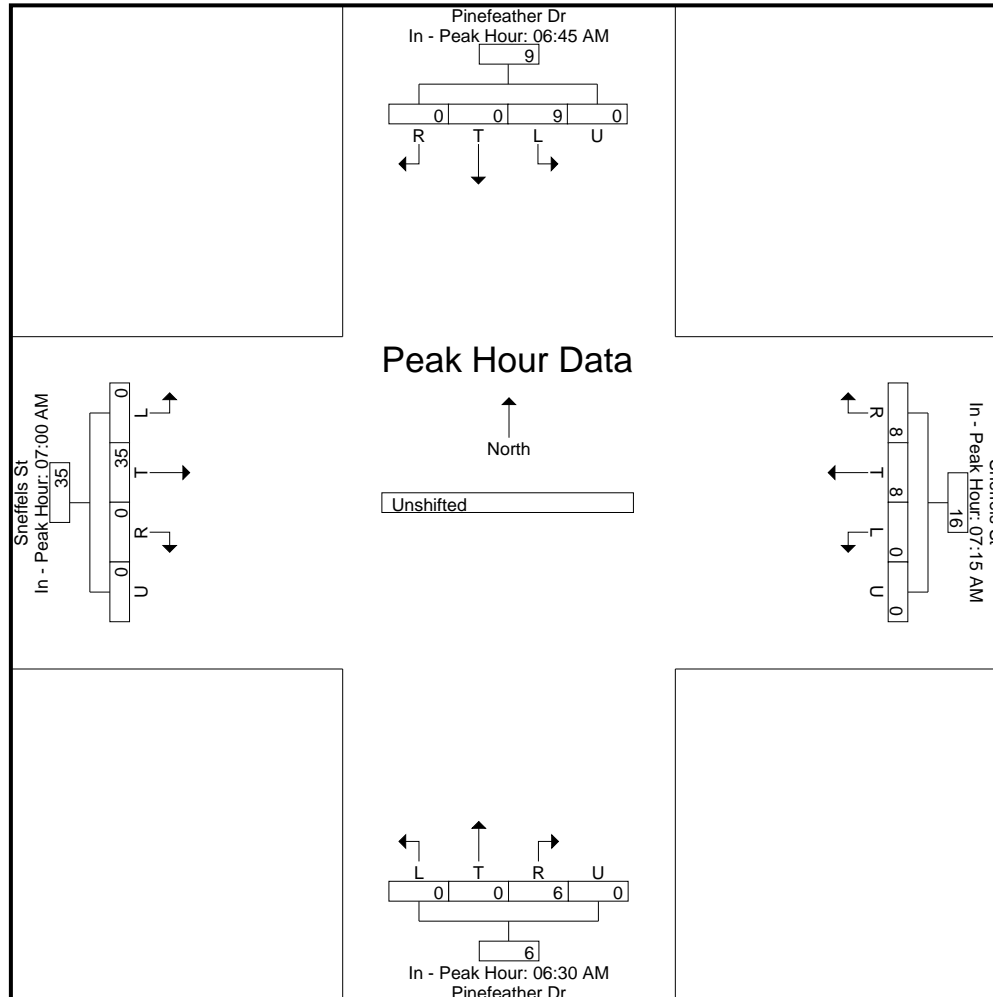 Pinefeather Dr
In - Peak Hour: 06:45 AM
9
0 0 9 0
R T L U
Peak Hour Data
North
Unshifted
Sneffels St
In - Peak Hour: 07:00 AM
35
0 35 0 0
L T R U
In - Peak Hour: 07:15 AM
16
8 8 0 0
R T L U
L T R U
0 0 6 0
6
In - Peak Hour: 06:30 AM
Pinefeather Dr